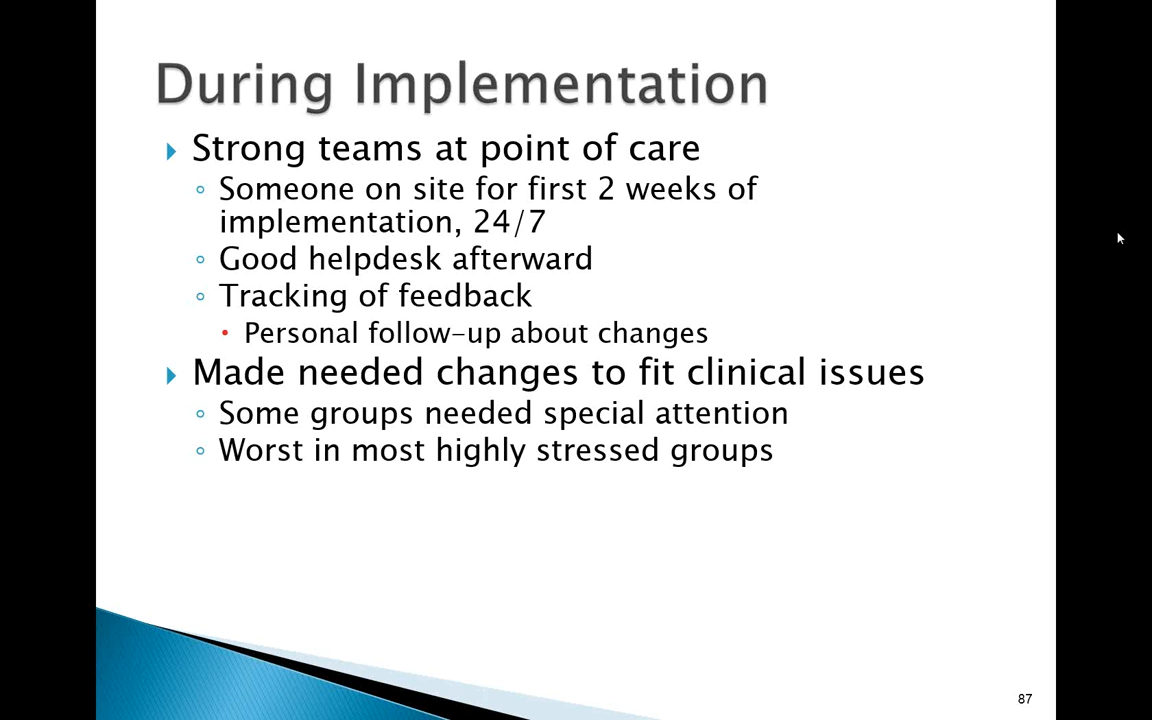 During Implementation
Strong teams at point of care
Someone on site for first 2 weeks of
implementation, 24/7
Good helpdesk afterward
Tracking of feedback
Personal follow-up about changes
Made needed changes to fit clinical issues
Some groups needed special attention
Worst in most highly stressed groups
87